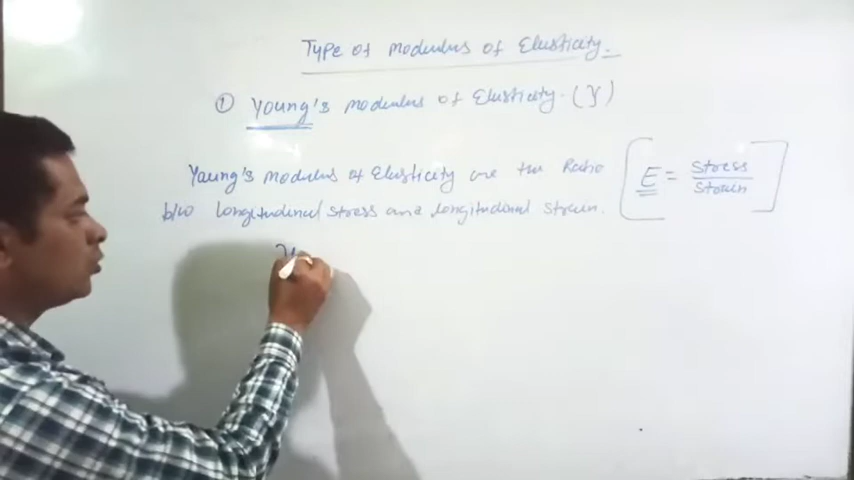 Type of modulus of Elasticity
① Young's modulus of Elasticity. (Y)
Young's modulus of Elasticity are the Ratio
b/w longitudinal stress and longitudinal strain.
[E = stress / strain]
Y